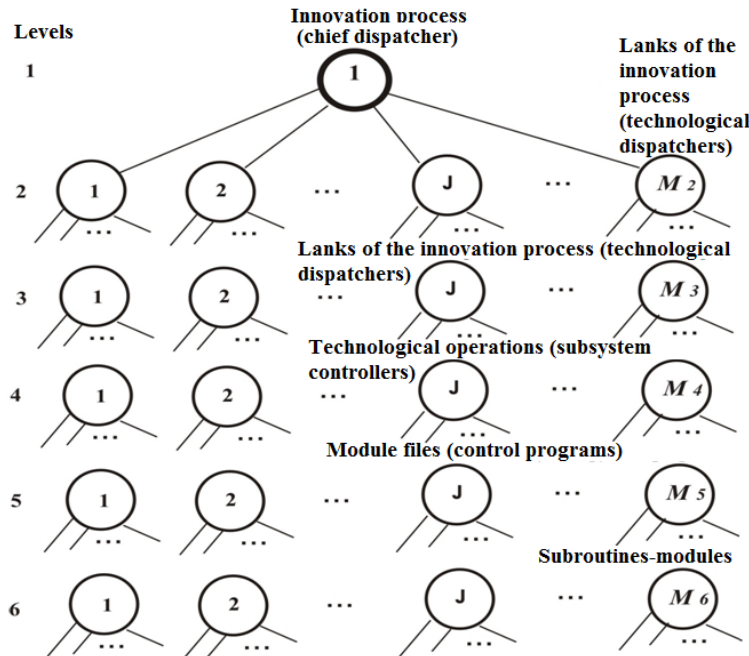 Levels
Innovation process
(chief dispatcher)
Lanks of the
innovation
process
(technological
dispatchers)
1
1
2
1
2
...
J
...
M 2
... ... ... ...
Lanks of the innovation process (technological
dispatchers)
3
1
2
...
J
...
M 3
... ... ... ...
Technological operations (subsystem
controllers)
4
1
2
...
J
...
M 4
... ... ... ...
Module files (control programs)
5
1
2
...
J
...
M 5
... ... ... ...
Subroutines-modules
6
1
2
...
J
...
M 6
... ... ... ...